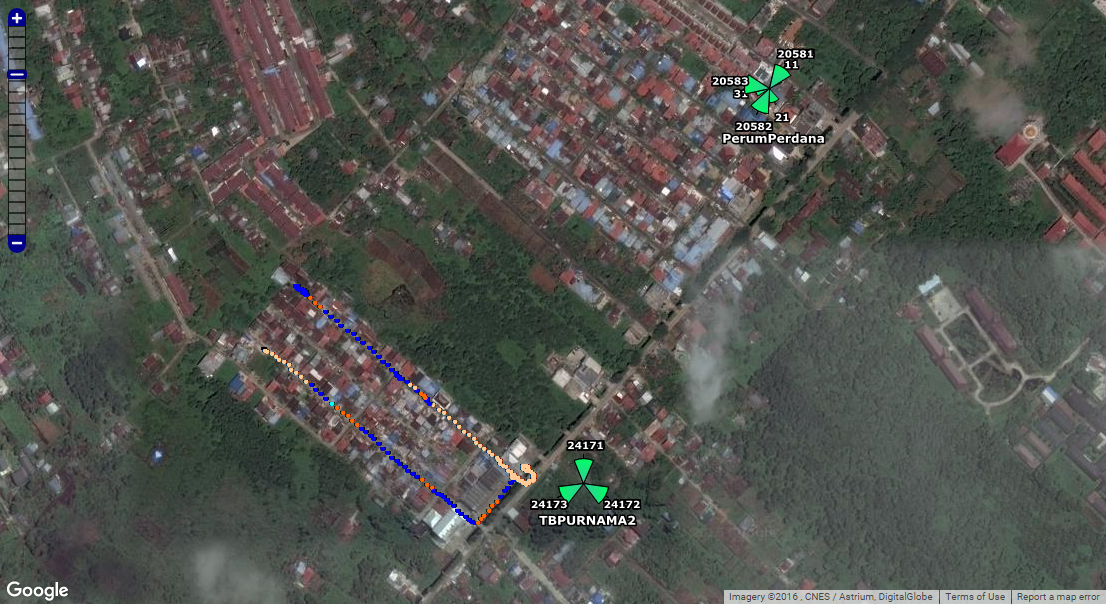 20581
11
20583
31
21
20582
PerumPerdana
24171
24173
24172
TBPURNAMA2
Google
Imagery ©2016 , CNES / Astrium, DigitalGlobe
Terms of Use
Report a map error